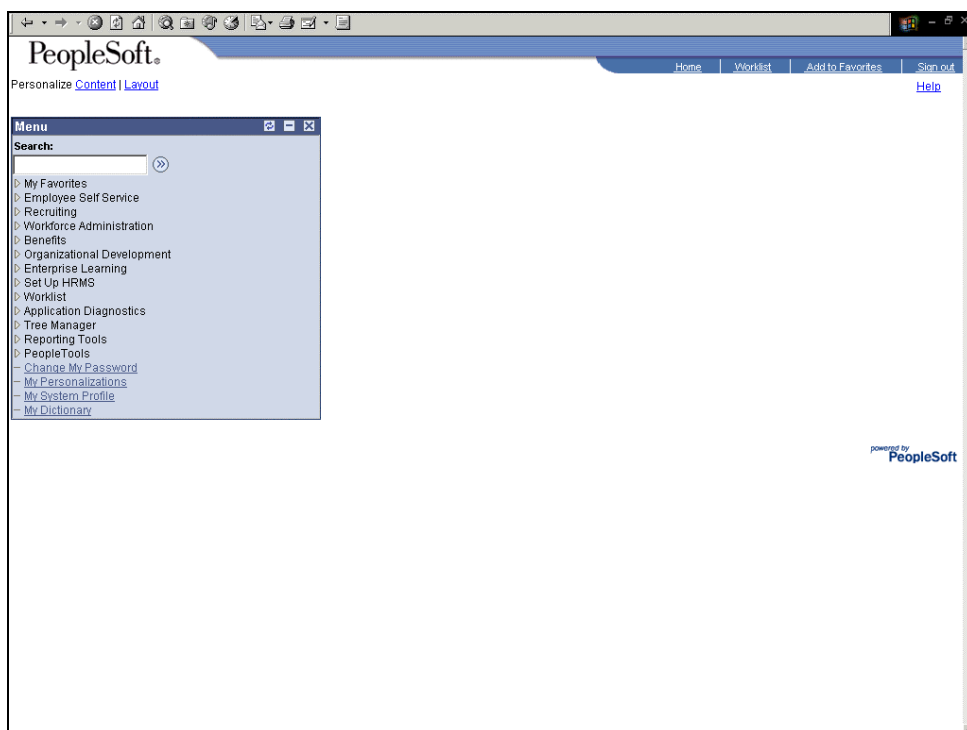 PeopleSoft®
Home Worklist Add to Favorites Sign out
Personalize Content | Layout
Help
Menu
Search:
My Favorites
Employee Self Service
Recruiting
Workforce Administration
Benefits
Organizational Development
Enterprise Learning
Set Up HRMS
Worklist
Application Diagnostics
Tree Manager
Reporting Tools
PeopleTools
Change My Password
My Personalizations
My System Profile
My Dictionary
powered by
PeopleSoft